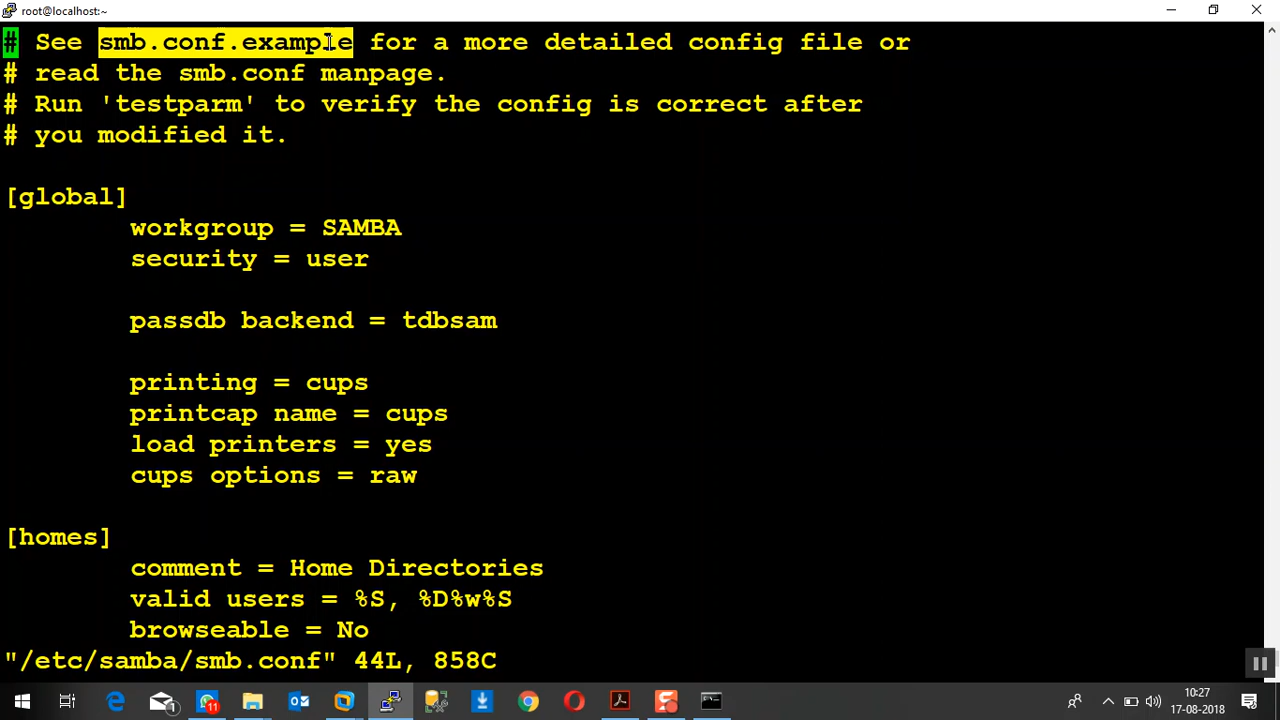 root@localhost:~
# See smb.conf.example for a more detailed config file or
# read the smb.conf manpage.
# Run 'testparm' to verify the config is correct after
# you modified it.
[global]
workgroup = SAMBA
security = user
passdb backend = tdbsam
printing = cups
printcap name = cups
load printers = yes
cups options = raw
[homes]
comment = Home Directories
valid users = %S, %D%w%S
browseable = No
"/etc/samba/smb.conf" 44L, 858C
1
11
10:27
17-08-2018